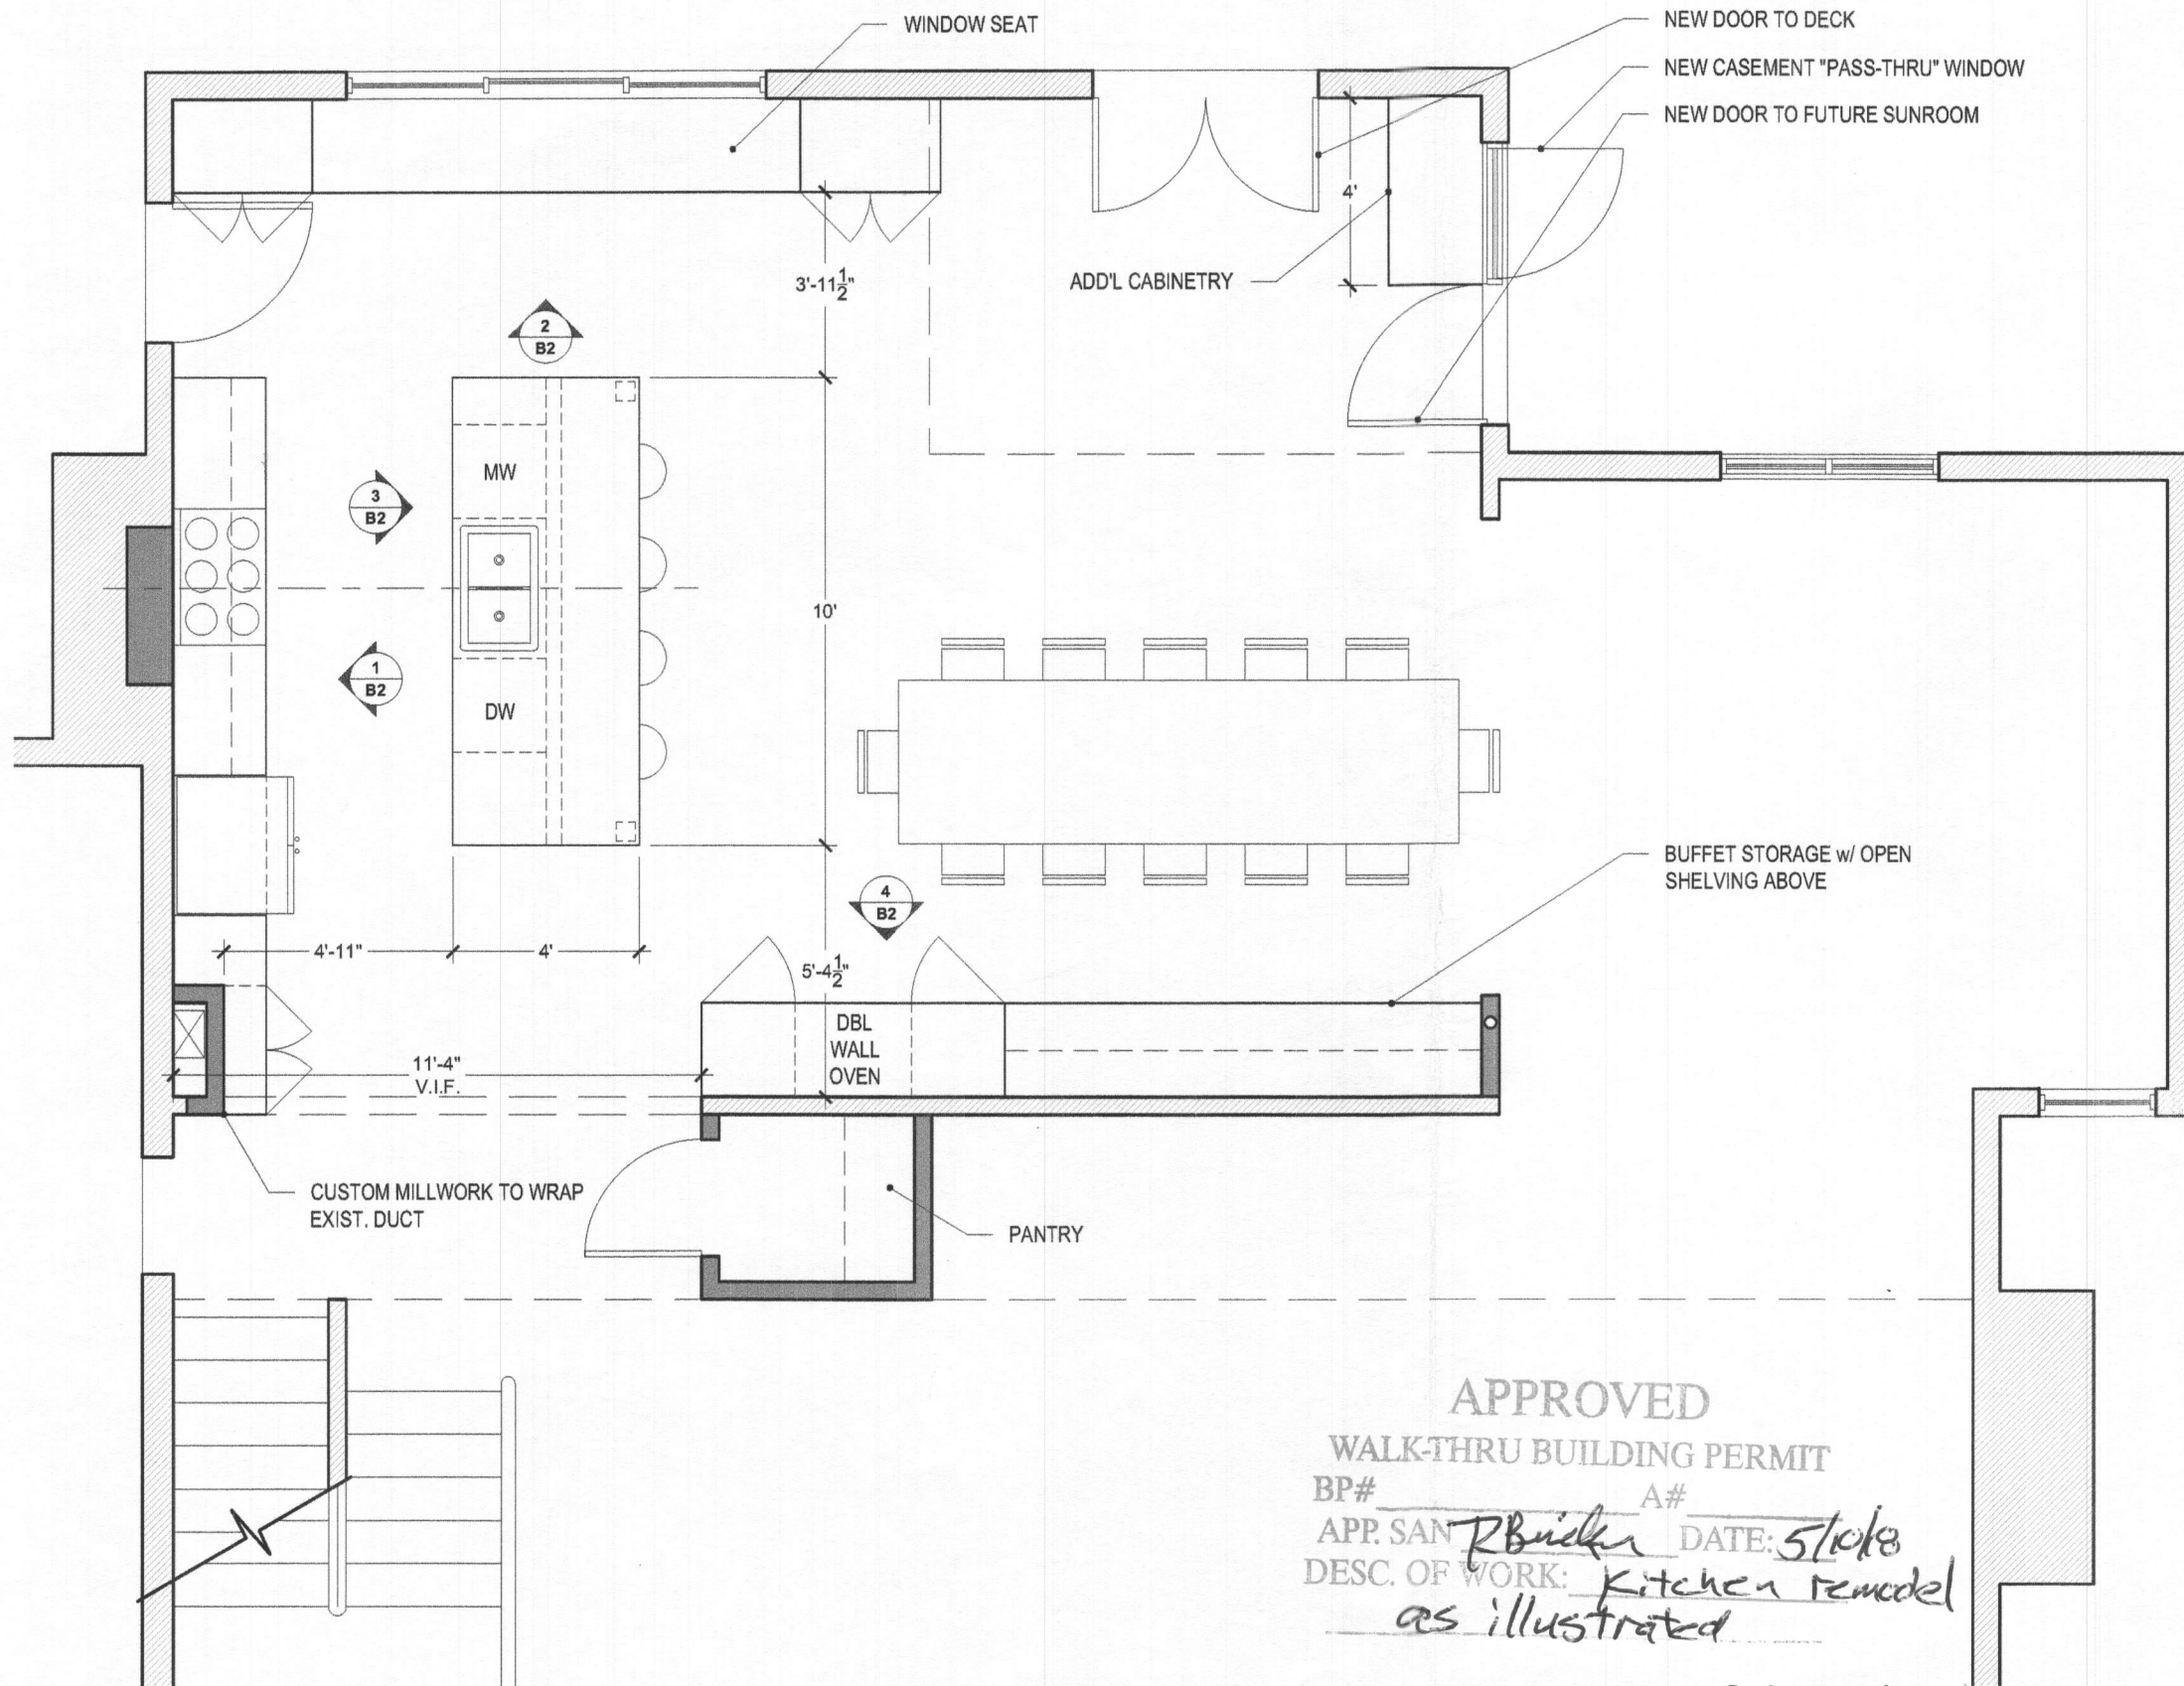 WINDOW SEAT
NEW DOOR TO DECK
NEW CASEMENT "PASS-THRU" WINDOW
NEW DOOR TO FUTURE SUNROOM
4'
3'-11 1/2"
ADD'L CABINETRY
2
B2
MW
3
B2
10'
1
B2
DW
BUFFET STORAGE w/ OPEN
SHELVING ABOVE
4
B2
4'-11"
4'
5'-4 1/2"
DBL
WALL
OVEN
11'-4"
V.I.F.
CUSTOM MILLWORK TO WRAP
EXIST. DUCT
PANTRY
APPROVED
WALK-THRU BUILDING PERMIT
BP# A#
APP. SAN DATE: 5/10/18
DESC. OF WORK: Kitchen remodel
as illustrated